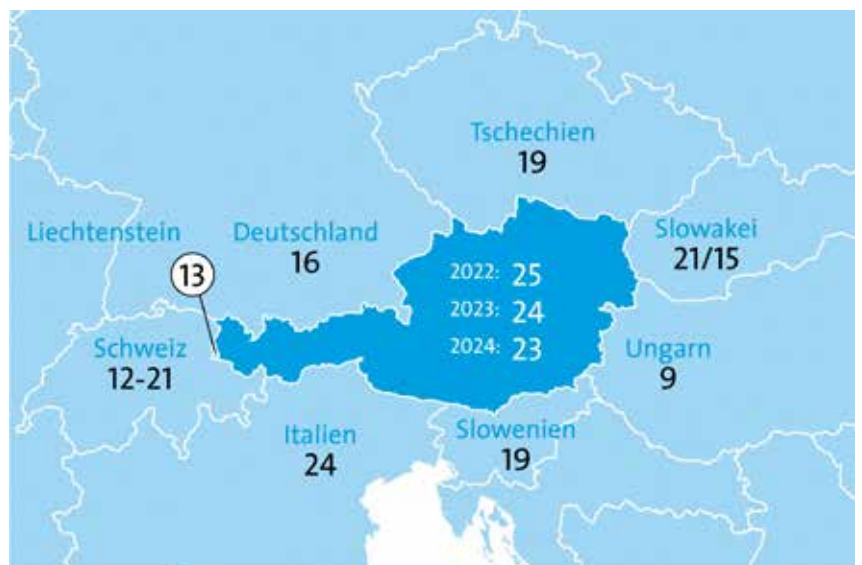 Tschechien
19
Liechtenstein
13
Deutschland
16
Slowakei
21/15
2022: 25
2023: 24
2024: 23
Schweiz
12-21
Ungarn
9
Italien
24
Slowenien
19